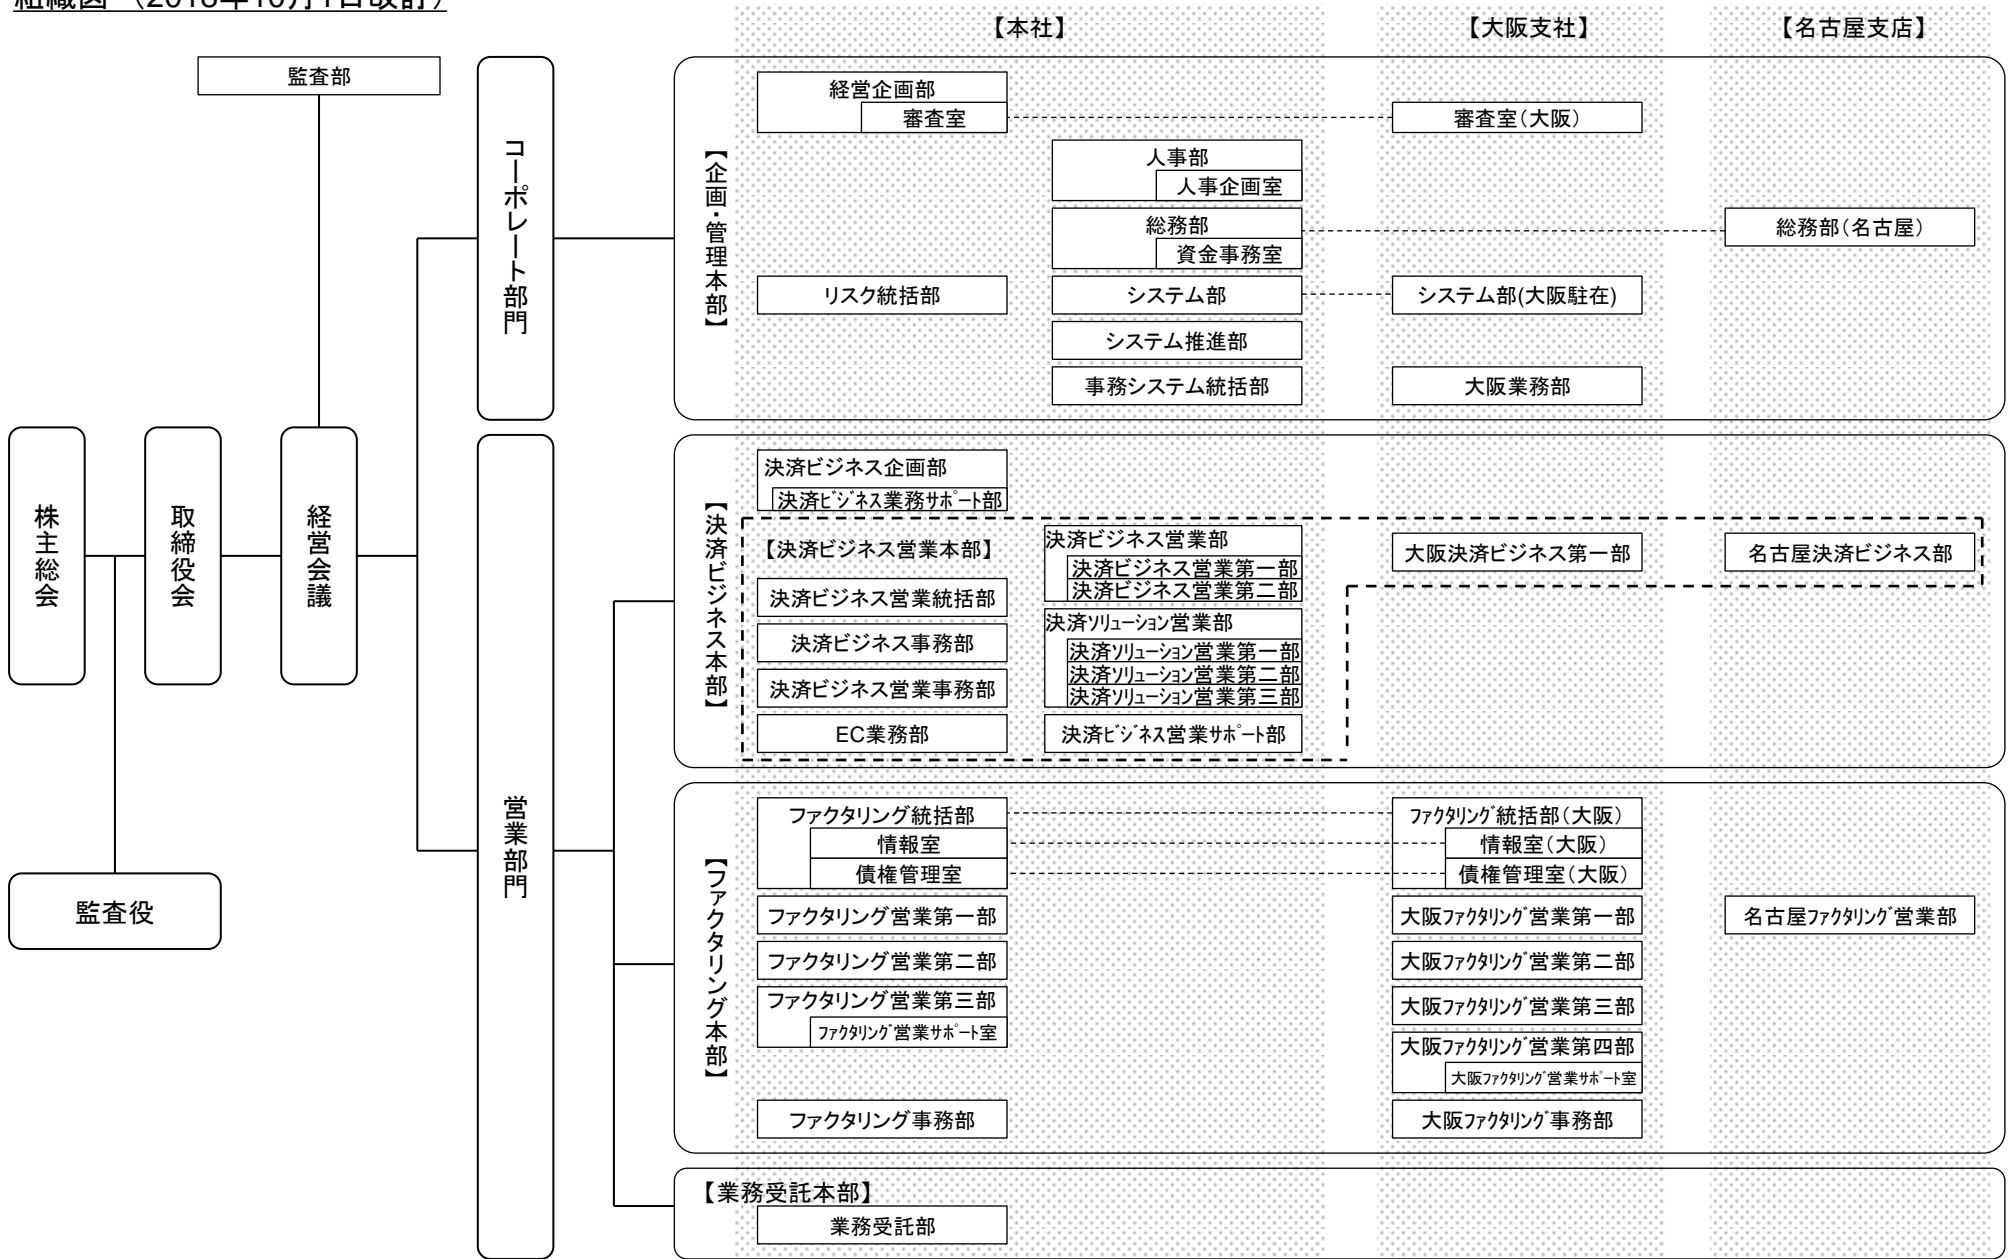 組織図 (2018年10月1日改訂)
【本社】
【大阪支社】
【名古屋支店】
監査部
株主総会
取締役会
経営会議
監査役
コーポレート部門
営業部門
【企画・管理本部】
経営企画部
審査室
審査室(大阪)
人事部
人事企画室
総務部
資金事務室
総務部(名古屋)
リスク統括部
システム部
システム部(大阪駐在)
システム推進部
事務システム統括部
大阪業務部
【決済ビジネス本部】
決済ビジネス企画部
決済ビジネス業務サポート部
【決済ビジネス営業本部】
決済ビジネス営業統括部
決済ビジネス事務部
決済ビジネス営業事務部
EC業務部
決済ビジネス営業部
決済ビジネス営業第一部
決済ビジネス営業第二部
決済ソリューション営業部
決済ソリューション営業第一部
決済ソリューション営業第二部
決済ソリューション営業第三部
決済ビジネス営業サポート部
大阪決済ビジネス第一部
名古屋決済ビジネス部
【ファクタリング本部】
ファクタリング統括部
情報室
債権管理室
ファクタリング統括部(大阪)
情報室(大阪)
債権管理室(大阪)
ファクタリング営業第一部
大阪ファクタリング営業第一部
名古屋ファクタリング営業部
ファクタリング営業第二部
大阪ファクタリング営業第二部
ファクタリング営業第三部
ファクタリング営業サポート室
大阪ファクタリング営業第三部
大阪ファクタリング営業第四部
大阪ファクタリング営業サポート室
ファクタリング事務部
大阪ファクタリング事務部
【業務受託本部】
業務受託部